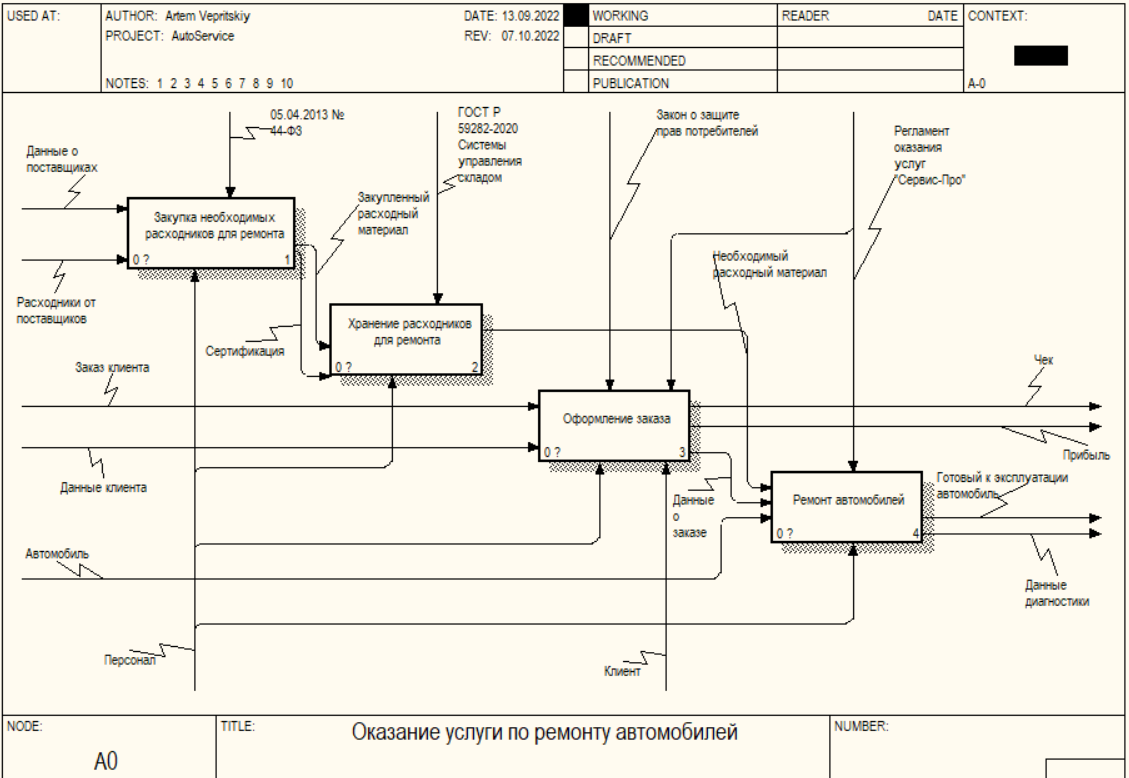 USED AT:
AUTHOR: Artem Vepritskiy
DATE: 13.09.2022
PROJECT: AutoService
REV: 07.10.2022
NOTES: 1 2 3 4 5 6 7 8 9 10
WORKING
DRAFT
RECOMMENDED
PUBLICATION
READER
DATE
CONTEXT:
A-0
05.04.2013 №
44-ФЗ
ГОСТ Р
59282-2020
Системы
управления
складом
Закон о защите
прав потребителей
Регламент
оказания
услуг
"Сервис-Про"
Данные о
поставщиках
Закупка необходимых
расходников для ремонта
0 ?
1
Закупленный
расходный
материал
Необходимый
расходный материал
Расходники от
поставщиков
Хранение расходников
для ремонта
0 ?
2
Сертификация
Заказ клиента
Чек
Оформление заказа
0 ?
3
Прибыль
Данные клиента
Данные
о
заказе
Ремонт автомобилей
0 ?
4
Готовый к эксплуатации
автомобиль
Автомобиль
Данные
диагностики
Персонал
Клиент
NODE:
A0
TITLE:
Оказание услуги по ремонту автомобилей
NUMBER: